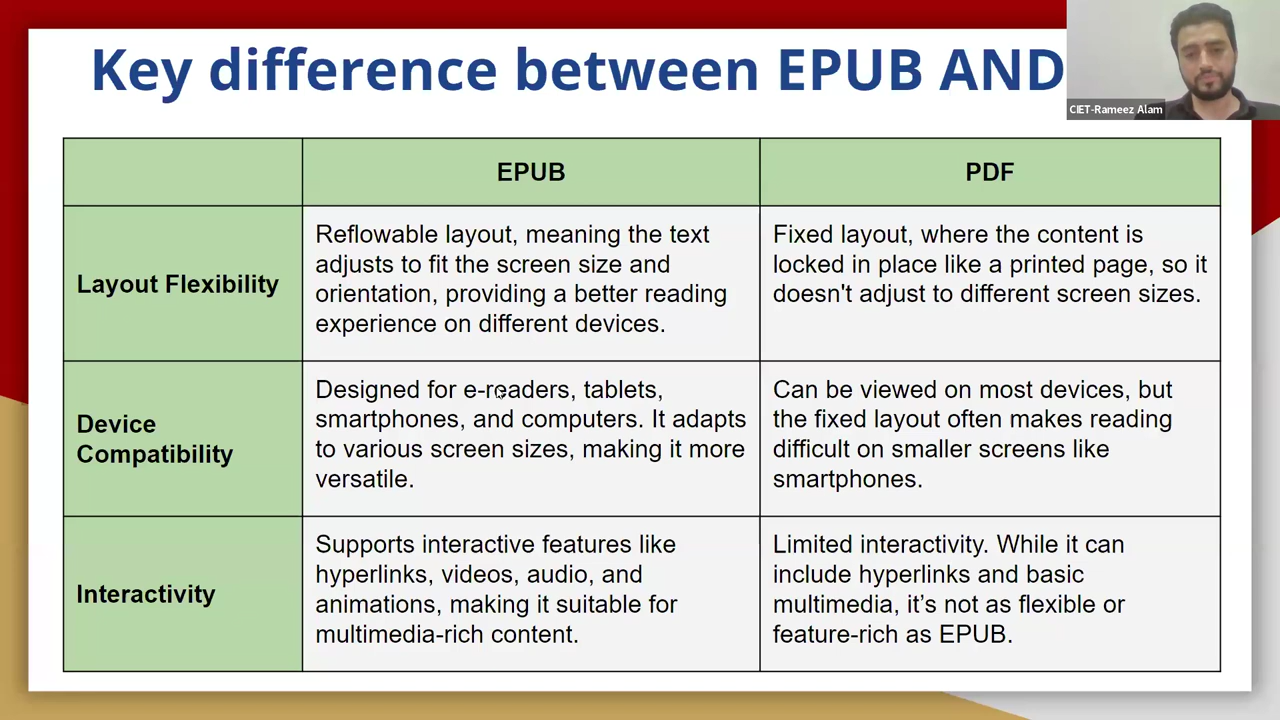 Key difference between EPUB AND
CIET-Rameez Alam
EPUB
PDF
Layout Flexibility
Reflowable layout, meaning the text
adjusts to fit the screen size and
orientation, providing a better reading
experience on different devices.
Fixed layout, where the content is
locked in place like a printed page, so it
doesn't adjust to different screen sizes.
Device
Compatibility
Designed for e-readers, tablets,
smartphones, and computers. It adapts
to various screen sizes, making it more
versatile.
Can be viewed on most devices, but
the fixed layout often makes reading
difficult on smaller screens like
smartphones.
Interactivity
Supports interactive features like
hyperlinks, videos, audio, and
animations, making it suitable for
multimedia-rich content.
Limited interactivity. While it can
include hyperlinks and basic
multimedia, it’s not as flexible or
feature-rich as EPUB.